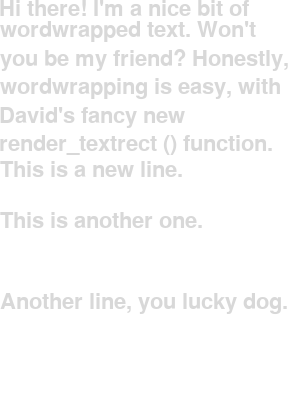 Hi there! I'm a nice bit of
wordwrapped text. Won't
you be my friend? Honestly,
wordwrapping is easy, with
David's fancy new
render_textrect () function.
This is a new line.
This is another one.
Another line, you lucky dog.